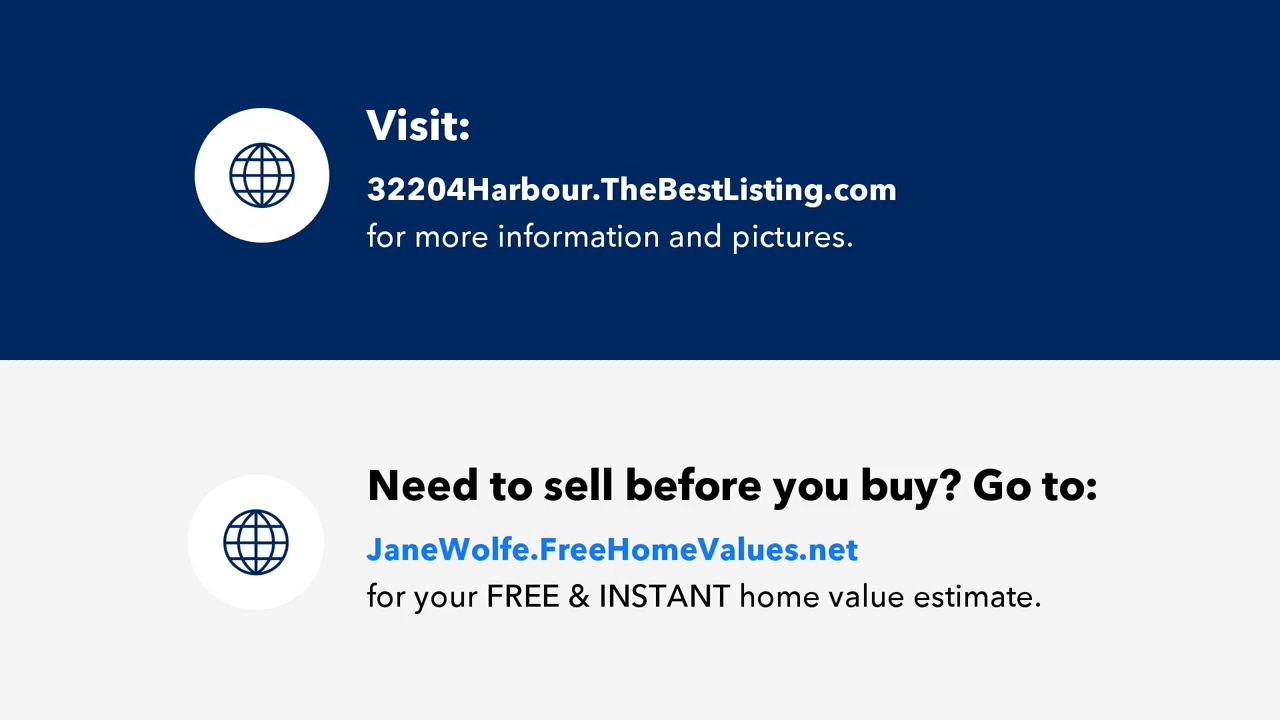 Visit:
32204Harbour.TheBestListing.com
for more information and pictures.
Need to sell before you buy? Go to:
JaneWolfe.FreeHomeValues.net
for your FREE & INSTANT home value estimate.